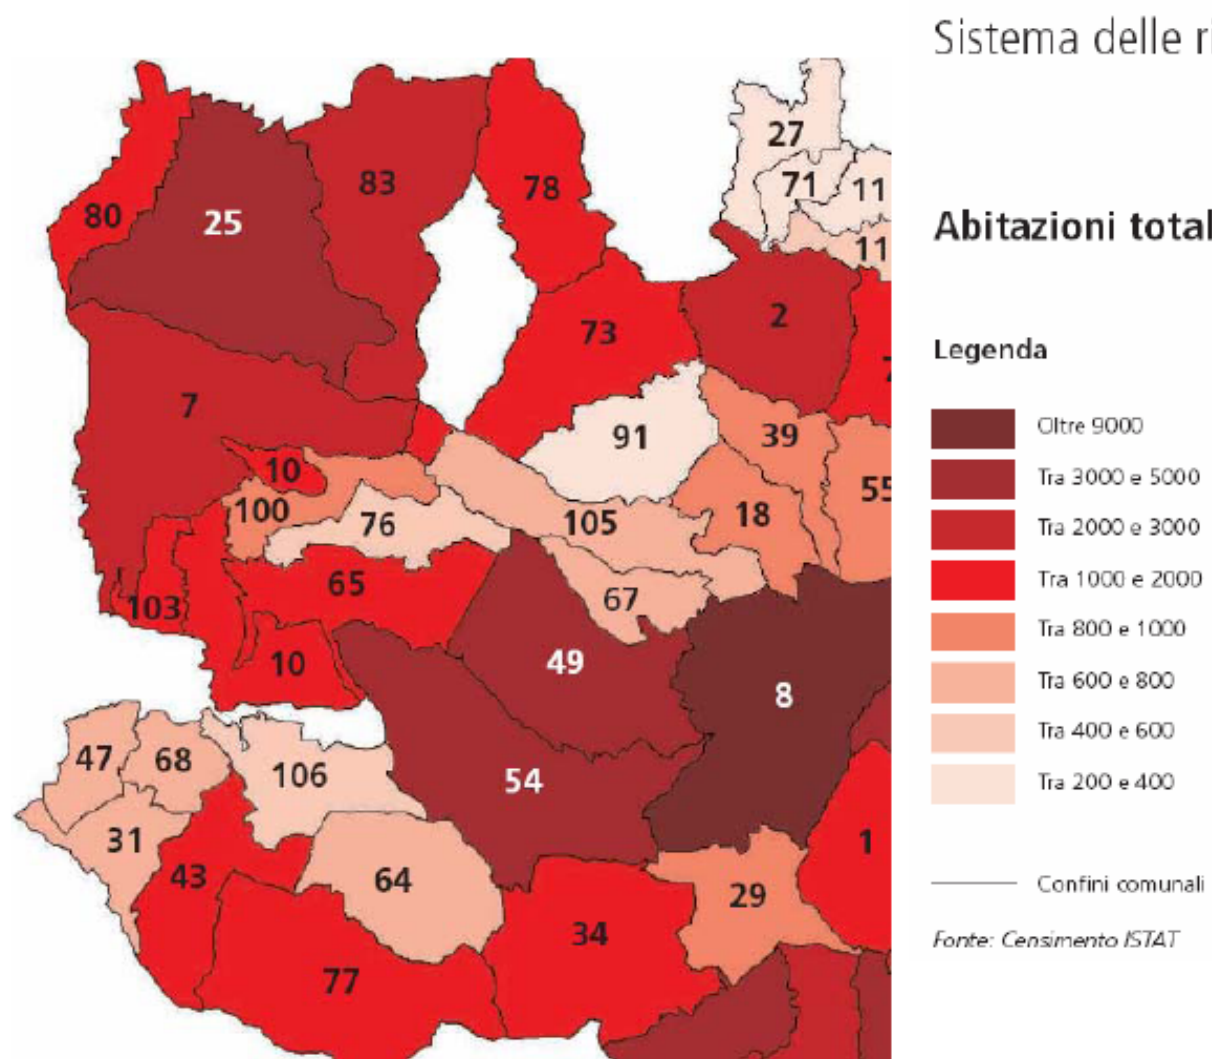 Sistema delle ri
Abitazioni total
Legenda
Oltre 9000
Tra 3000 e 5000
Tra 2000 e 3000
Tra 1000 e 2000
Tra 800 e 1000
Tra 600 e 800
Tra 400 e 600
Tra 200 e 400
Confini comunali
Fonte: Censimento ISTAT
27
83
78
71
11
80
25
11
2
73
7
91
39
10
55
100
76
105
18
65
67
103
49
10
8
47
68
106
54
31
1
43
64
29
34
77